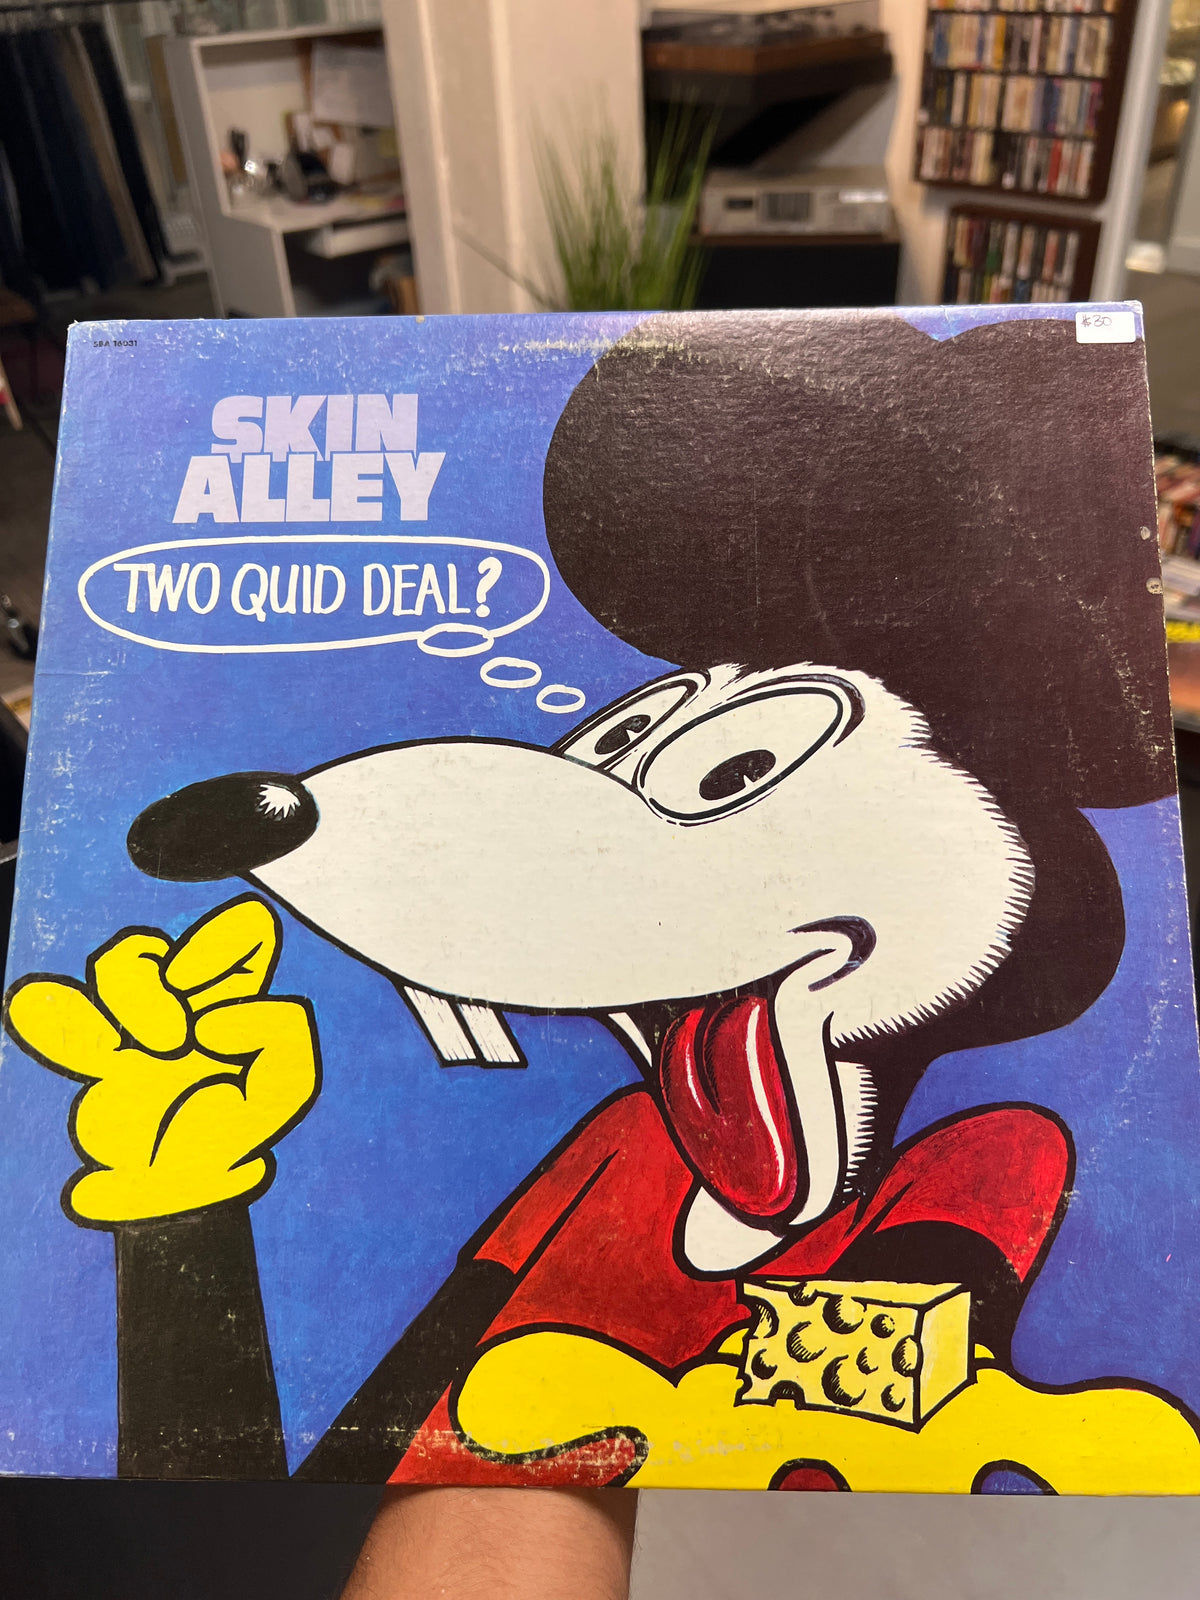 SBA 16031
$30
SKIN
ALLEY
TWO QUID DEAL?